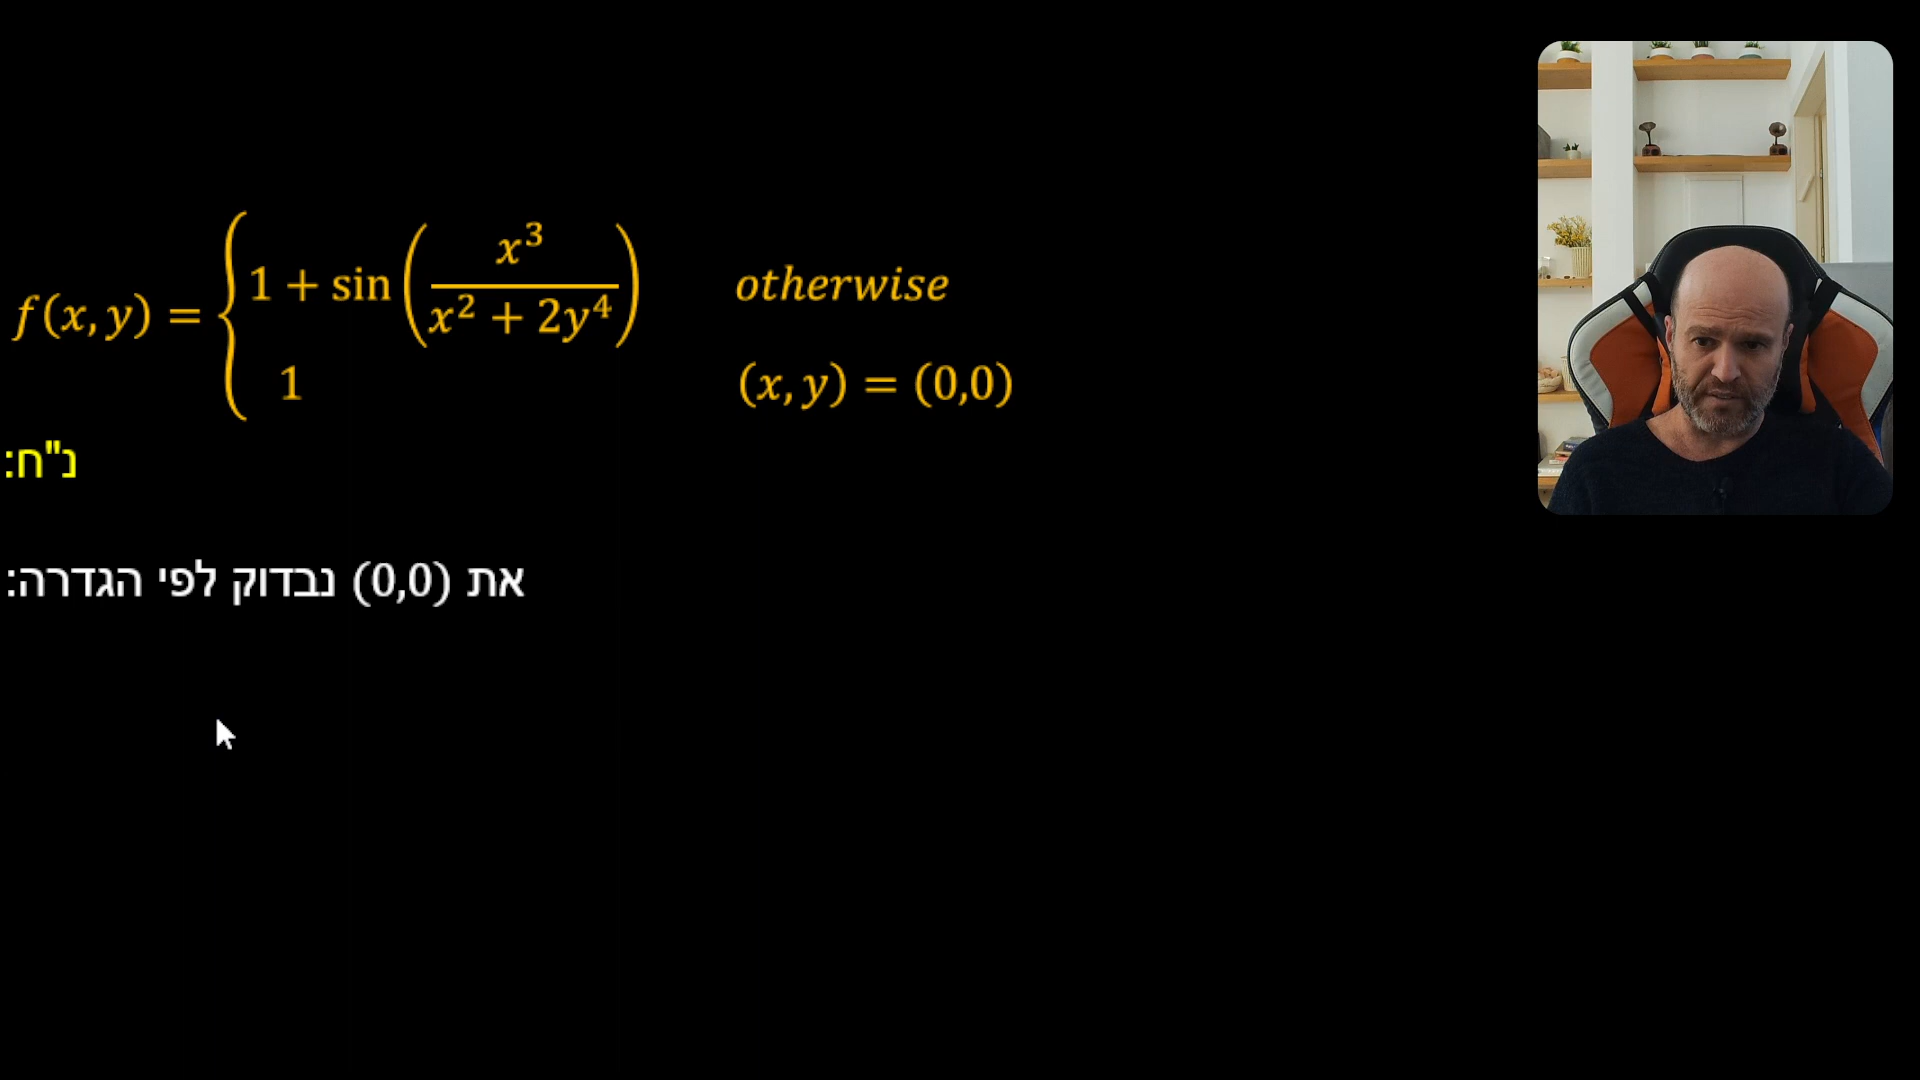 f(x, y) = { 1 + sin ( x³ / (x² + 2y⁴) ) otherwise
1 (x, y) = (0,0)
נ"ח:
את (0,0) נבדוק לפי הגדרה: